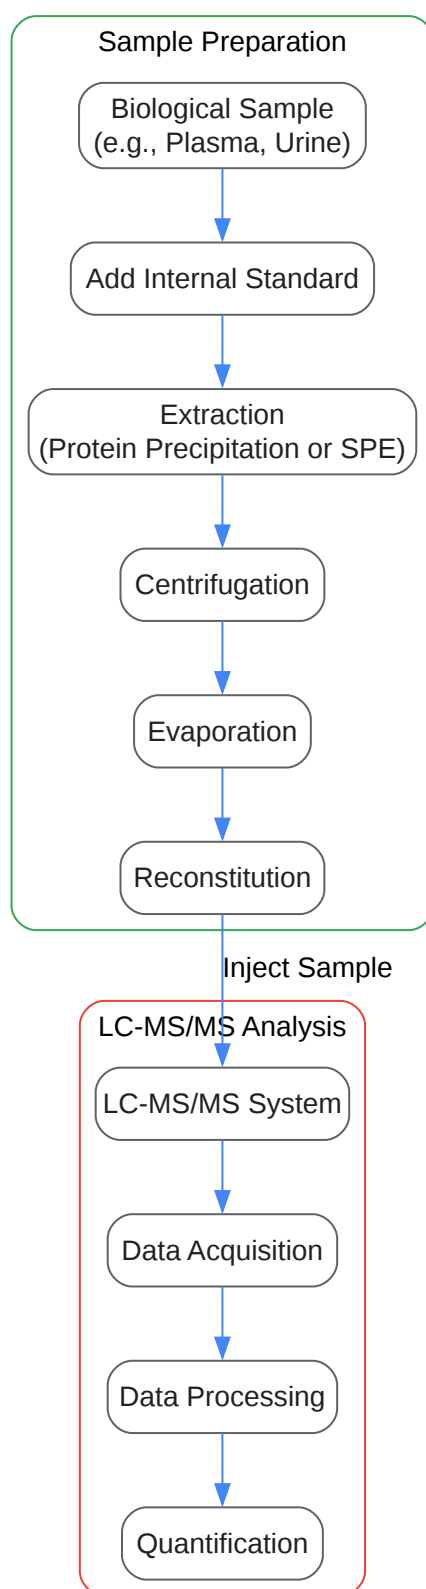 Sample Preparation
Biological Sample
(e.g., Plasma, Urine)
Add Internal Standard
Extraction
(Protein Precipitation or SPE)
Centrifugation
Evaporation
Reconstitution
Inject Sample
LC-MS/MS Analysis
LC-MS/MS System
Data Acquisition
Data Processing
Quantification